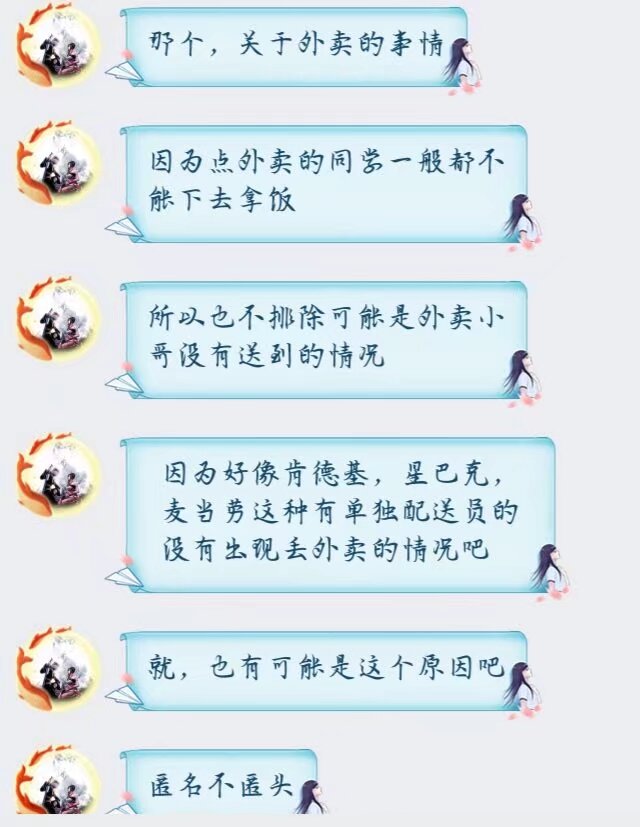 那个，关于外卖的事情
因为点外卖的同学一般都不
能下去拿饭
所以也不排除可能是外卖小
哥没有送到的情况
因为好像肯德基，星巴克，
麦当劳这种有单独配送员的
没有出现丢外卖的情况吧
就，也有可能是这个原因吧
匿名不匿头